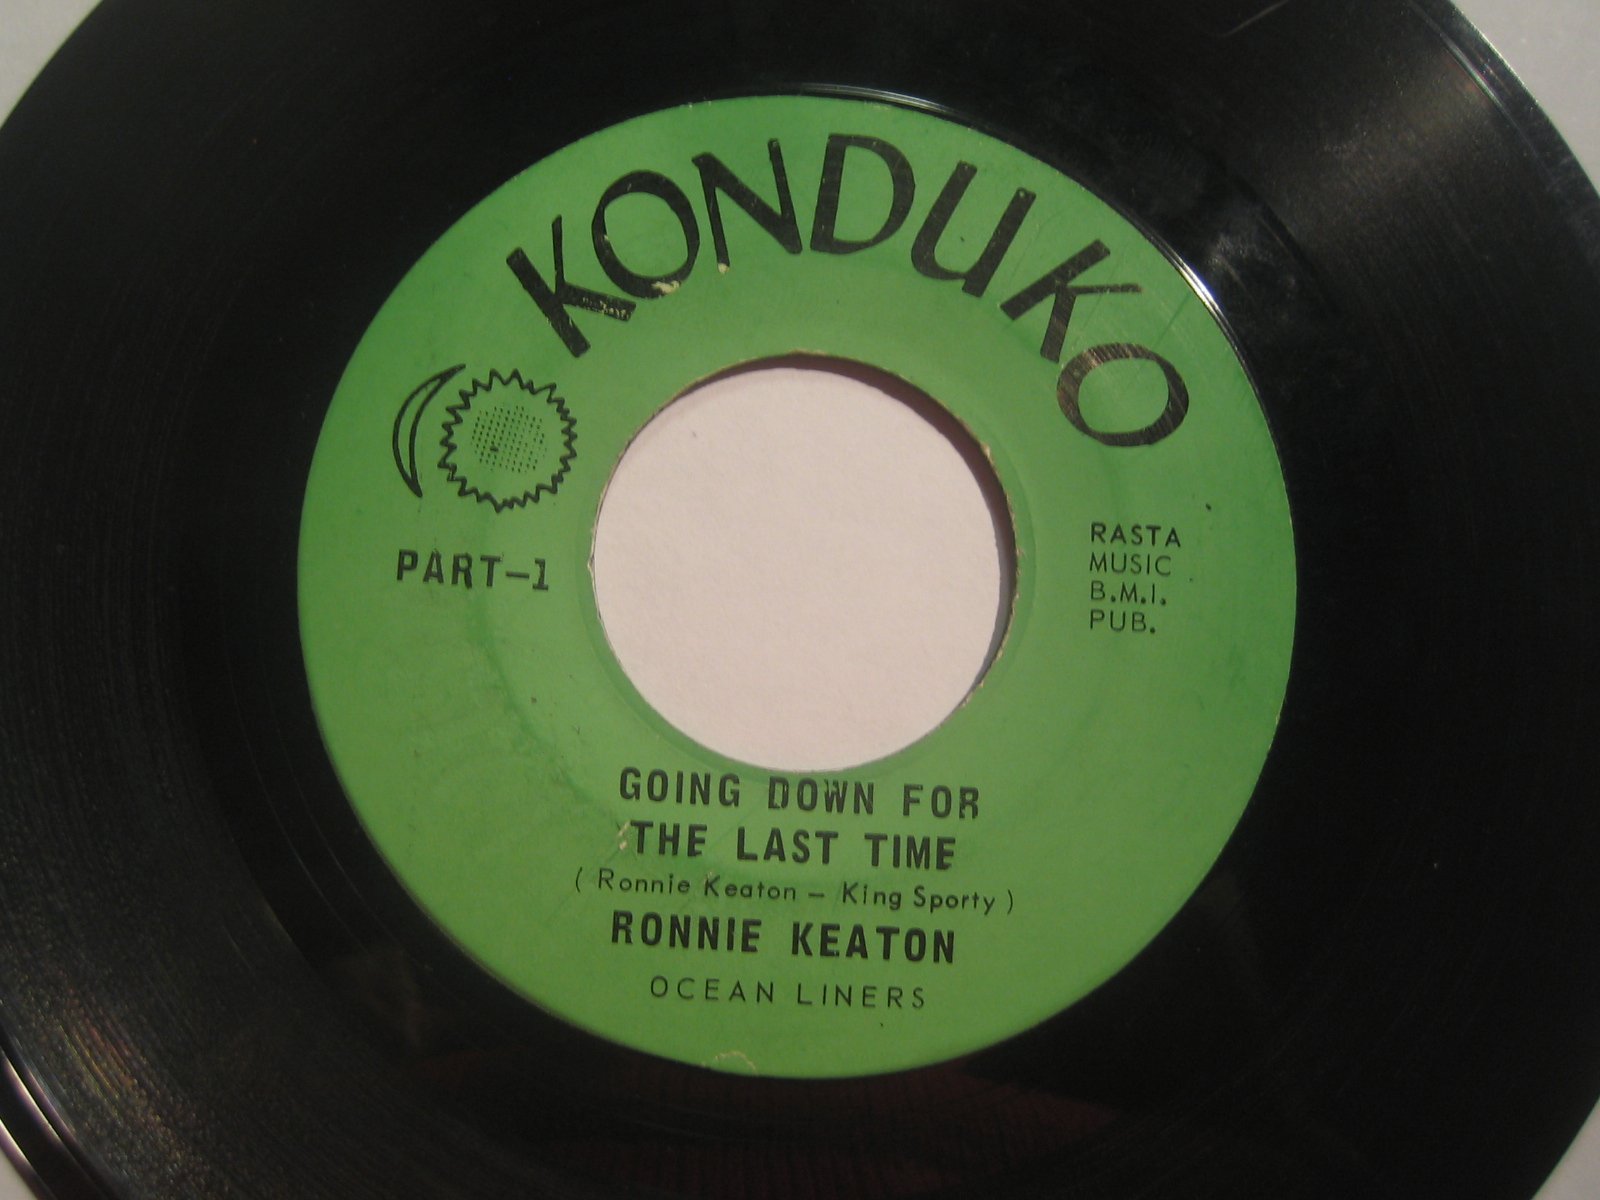 KONDUKO
PART-1
RASTA
MUSIC
B.M.I.
PUB.
GOING DOWN FOR
THE LAST TIME
( Ronnie Keaton - King Sporty )
RONNIE KEATON
OCEAN LINERS